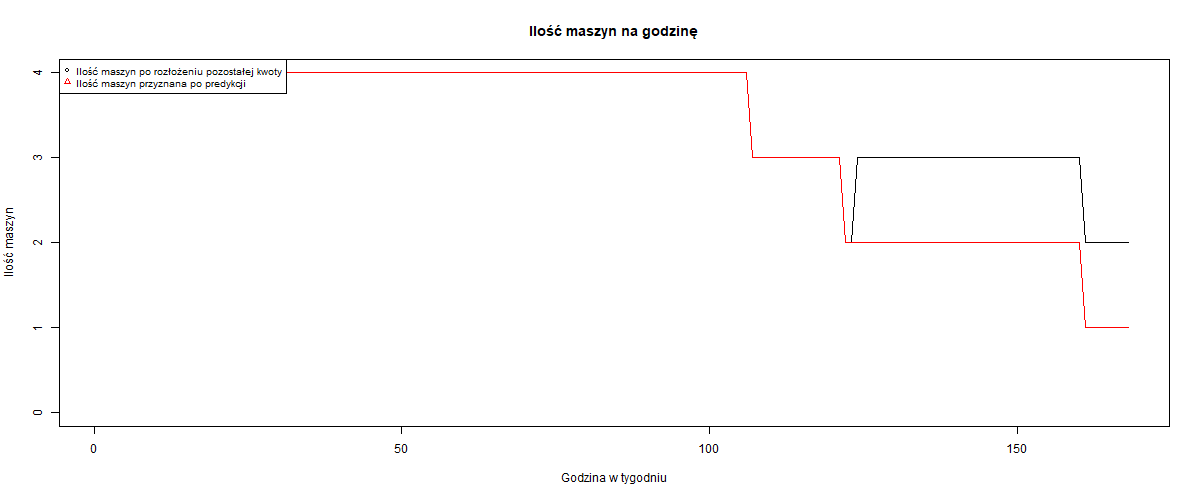 Ilość maszyn na godzinę
Ilość maszyn po rozłożeniu pozostałej kwoty
Ilość maszyn przyznana po predykcji
4
3
2
1
0
Ilość maszyn
0 50 100 150
Godzina w tygodniu